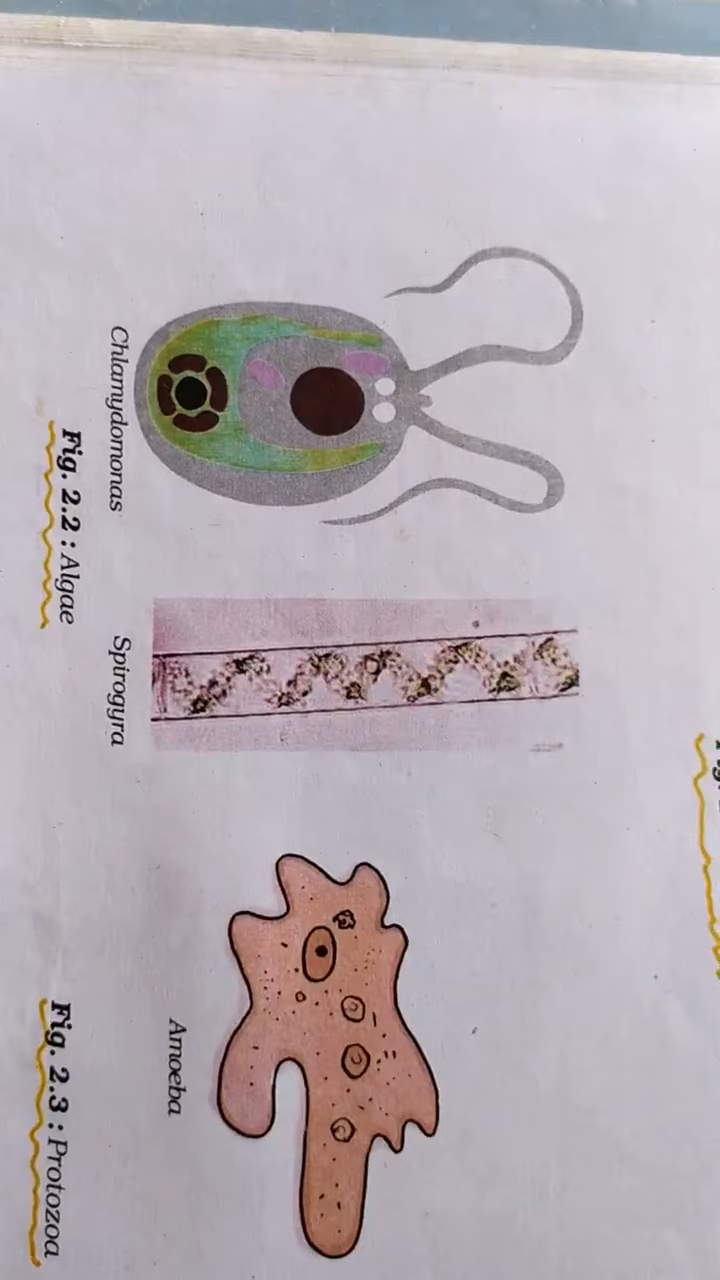 Chlamydomonas
Spirogyra
Fig. 2.2 : Algae
Amoeba
Fig. 2.3 : Protozoa